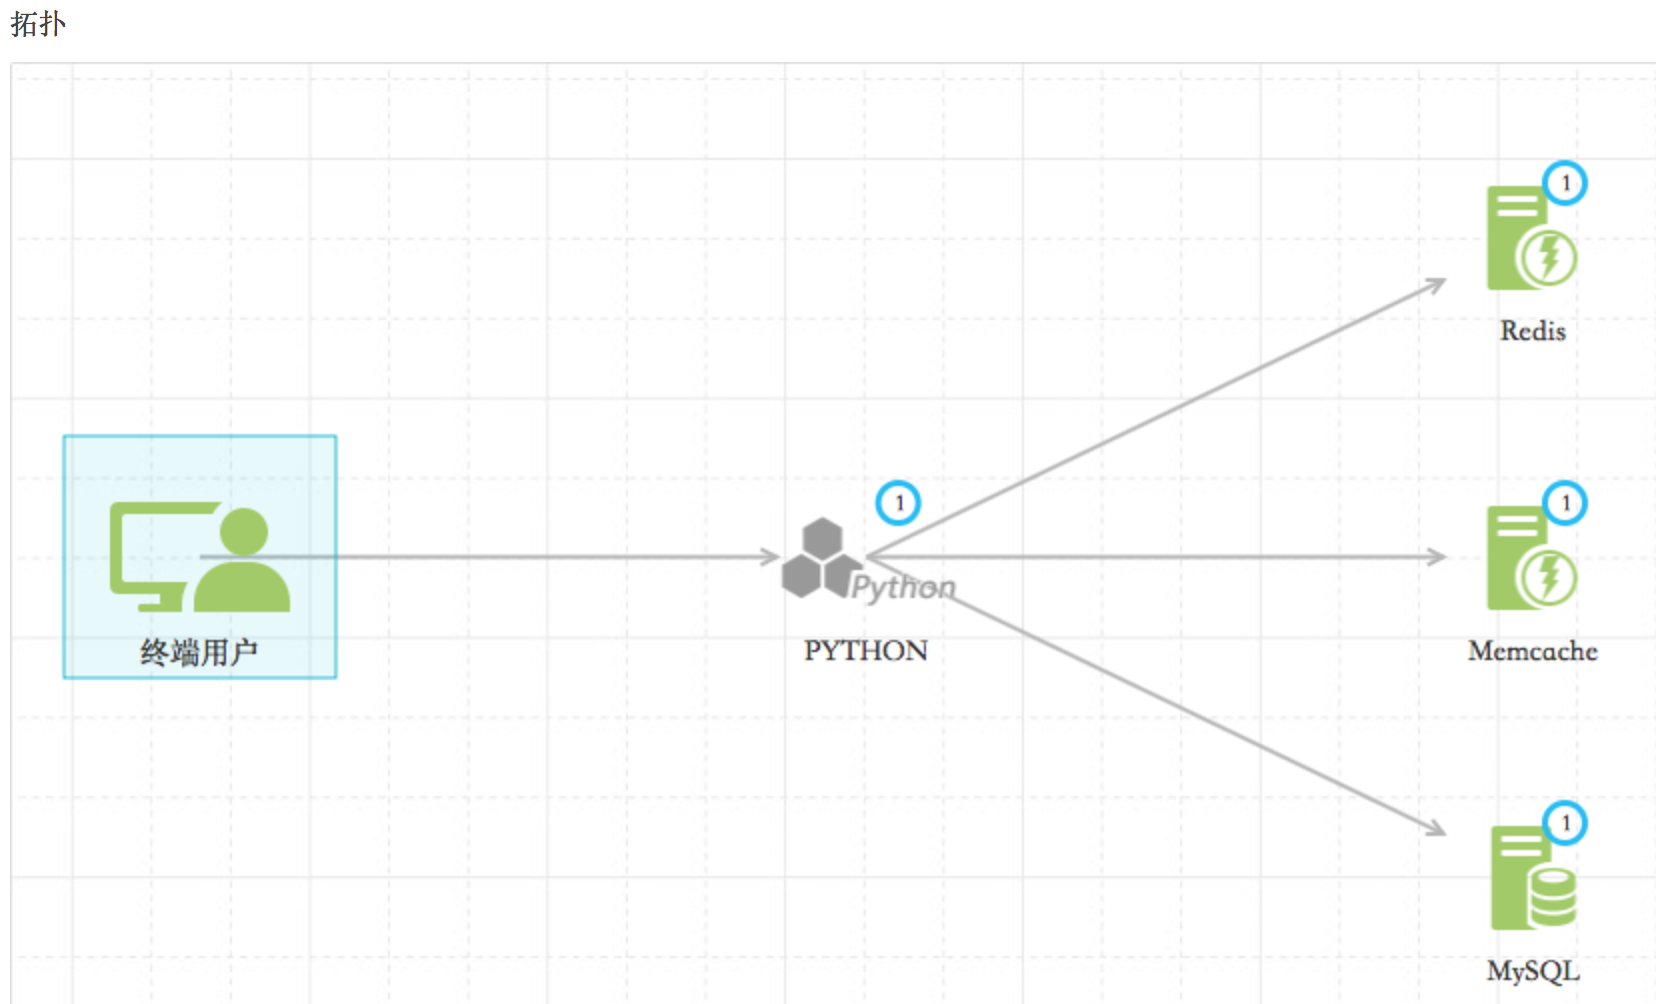 拓扑
1
Redis
1
1
Python
终端用户
PYTHON
Memcache
1
MySQL